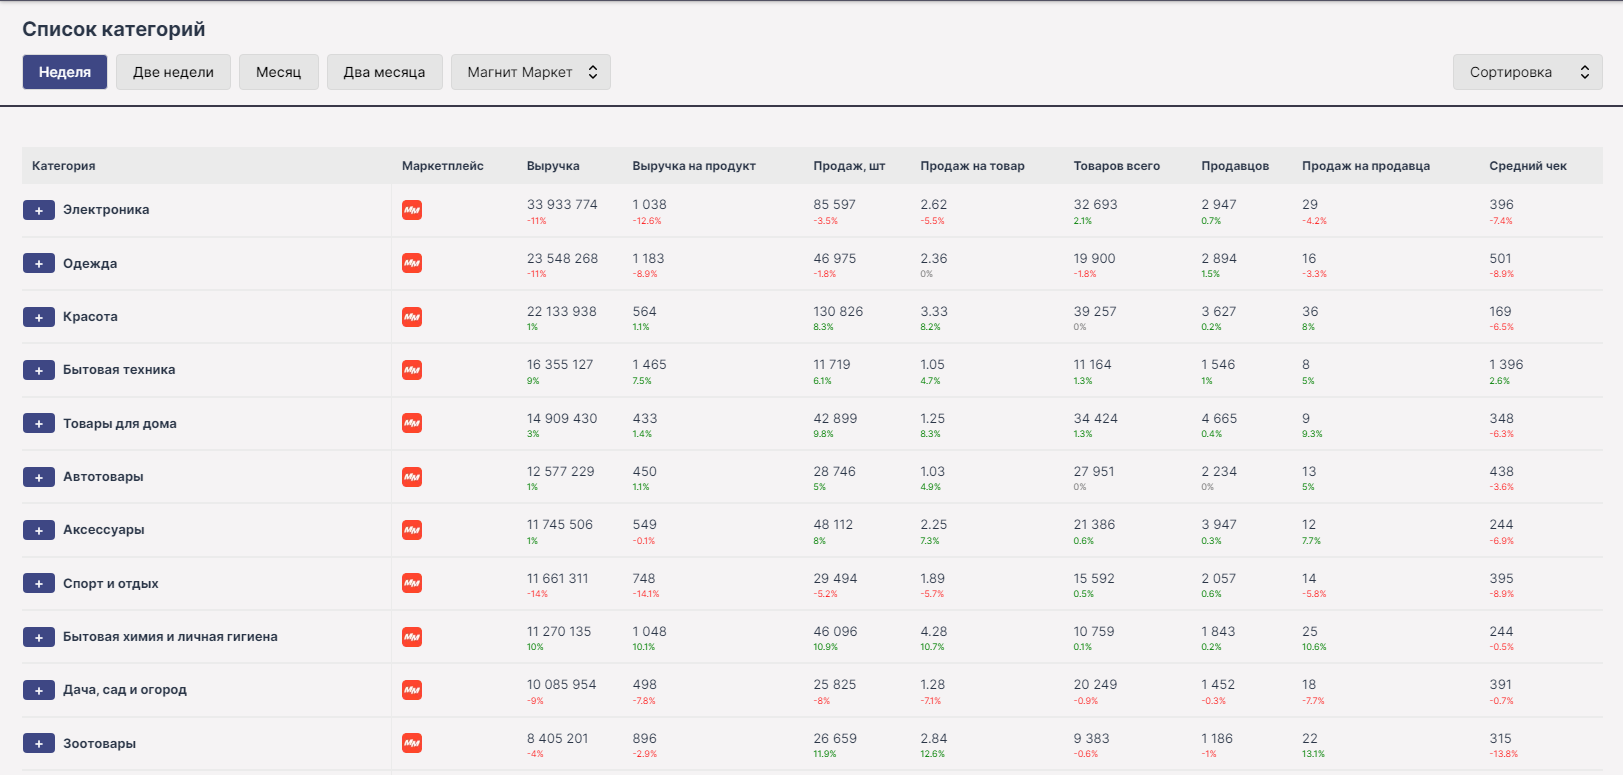 Список категорий
Неделя Две недели Месяц Два месяца Магнит Маркет Сортировка
Категория Маркетплейс Выручка Выручка на продукт Продаж, шт Продаж на товар Товаров всего Продавцов Продаж на продавца Средний чек
+ Электроника MM 33 933 774 1 038 85 597 2.62 32 693 2 947 29 396
-11% -12.6% -3.5% -5.5% 2.1% 0.7% -4.2% -7.4%
+ Одежда MM 23 548 268 1 183 46 975 2.36 19 900 2 894 16 501
-11% -8.9% -1.8% 0% -1.8% 1.5% -3.3% -8.9%
+ Красота MM 22 133 938 564 130 826 3.33 39 257 3 627 36 169
1% 1.1% 8.3% 8.2% 0% 0.2% 8% -6.5%
+ Бытовая техника MM 16 355 127 1 465 11 719 1.05 11 164 1 546 8 1 396
9% 7.5% 6.1% 4.7% 1.3% 1% 5% 2.6%
+ Товары для дома MM 14 909 430 433 42 899 1.25 34 424 4 665 9 348
3% 1.4% 9.8% 8.3% 1.3% 0.4% 9.3% -6.3%
+ Автотовары MM 12 577 229 450 28 746 1.03 27 951 2 234 13 438
1% 1.1% 5% 4.9% 0% 0% 5% -3.6%
+ Аксессуары MM 11 745 506 549 48 112 2.25 21 386 3 947 12 244
1% -0.1% 8% 7.3% 0.6% 0.3% 7.7% -6.9%
+ Спорт и отдых MM 11 661 311 748 29 494 1.89 15 592 2 057 14 395
-14% -14.1% -5.2% -5.7% 0.5% 0.6% -5.8% -8.9%
+ Бытовая химия и личная гигиена MM 11 270 135 1 048 46 096 4.28 10 759 1 843 25 244
10% 10.1% 10.9% 10.7% 0.1% 0.2% 10.6% -0.5%
+ Дача, сад и огород MM 10 085 954 498 25 825 1.28 20 249 1 452 18 391
-9% -7.8% -8% -7.1% -0.9% -0.3% -7.7% -0.7%
+ Зоотовары MM 8 405 201 896 26 659 2.84 9 383 1 186 22 315
-4% -2.9% 11.9% 12.6% -0.6% -1% 13.1% -13.8%